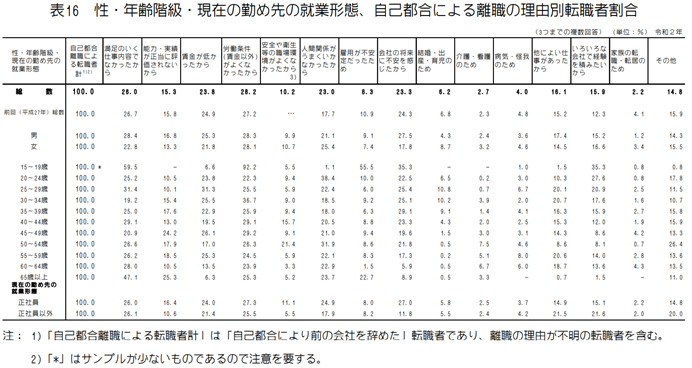 表16 性・年齢階級・現在の勤め先の就業形態、自己都合による離職の理由別転職者割合
(3つまでの複数回答) (単位：%) 令和2年
性・年齢階級・現在の勤め先の就業形態 自己都合離職による転職者計1)2) 満足のいく仕事内容でなかったから 能力・実績が正当に評価されないから 賃金が低かったから 労働条件(賃金以外)がよくなかったから 安全や衛生等の職場環境がよくなかったから3) 人間関係がうまくいかなかったから 雇用が不安定だったため 会社の将来に不安を感じたから 結婚・出産・育児のため 介護・看護のため 病気・怪我のため 他によい仕事があったから いろいろな会社で経験を積みたいから 家族の転職・転居のため その他
総数 100.0 26.0 15.3 23.8 28.2 10.2 23.0 8.3 23.3 6.2 2.7 4.0 16.1 15.9 2.2 14.8
前回(平成27年)総数 100.0 26.7 15.8 24.9 27.2 … 17.7 10.9 24.3 6.8 2.3 4.8 15.2 12.3 4.1 15.9
男 100.0 28.4 16.8 25.3 28.3 9.9 21.1 9.1 27.5 4.3 2.4 3.6 17.4 15.2 1.2 14.3
女 100.0 22.8 13.3 21.8 28.1 10.7 25.4 7.4 17.8 8.7 3.2 4.6 14.5 16.6 3.4 15.5
15～19歳 100.0 * 59.5 － 6.6 92.2 5.5 1.1 55.5 35.3 － － 1.0 1.5 35.3 0.8 0.8
20～24歳 100.0 25.2 10.5 23.8 22.3 9.4 38.4 10.0 22.5 6.5 0.2 3.0 10.3 27.6 0.8 17.8
25～29歳 100.0 31.4 10.1 31.3 25.5 5.9 22.4 6.0 25.4 10.8 0.7 6.7 20.1 20.9 2.5 11.5
30～34歳 100.0 19.2 15.4 25.5 36.7 9.0 18.5 9.2 25.1 10.2 3.9 2.0 20.7 17.6 1.6 10.7
35～39歳 100.0 25.0 17.6 22.9 25.9 9.4 18.0 6.3 29.1 9.1 1.4 4.1 16.3 15.9 2.7 15.8
40～44歳 100.0 29.1 13.0 19.5 29.1 15.7 20.5 8.8 23.3 4.3 2.0 2.5 15.3 12.0 1.9 15.9
45～49歳 100.0 20.9 24.2 26.1 29.2 9.1 21.0 9.4 19.6 1.5 3.0 3.1 14.3 8.6 4.2 13.3
50～54歳 100.0 26.6 17.9 17.0 26.3 21.4 31.9 8.6 21.8 0.5 7.5 4.6 8.6 8.1 0.7 26.4
55～59歳 100.0 26.2 18.5 25.3 24.5 5.9 22.1 8.3 17.3 0.2 5.1 8.0 20.6 14.0 2.8 13.6
60～64歳 100.0 28.0 10.5 13.5 23.9 3.3 22.9 1.5 5.9 0.5 6.7 6.0 18.7 13.6 4.3 13.5
65歳以上 100.0 47.1 25.3 6.3 25.3 5.2 23.7 22.7 8.9 0.5 3.3 － 0.7 1.5 － 11.0
現在の勤め先の
就業形態
正社員 100.0 26.0 16.4 24.0 27.3 11.1 24.9 8.0 27.0 5.8 2.5 3.7 14.9 15.1 2.2 14.8
正社員以外 100.0 26.1 10.6 21.4 25.5 5.5 17.9 8.2 11.8 5.5 2.4 4.2 21.5 21.6 2.0 20.0
注： 1)「自己都合離職による転職者計」は「自己都合により前の会社を辞めた」転職者であり、離職の理由が不明の転職者を含む。
2)「*」はサンプルが少ないものであるので注意を要する。